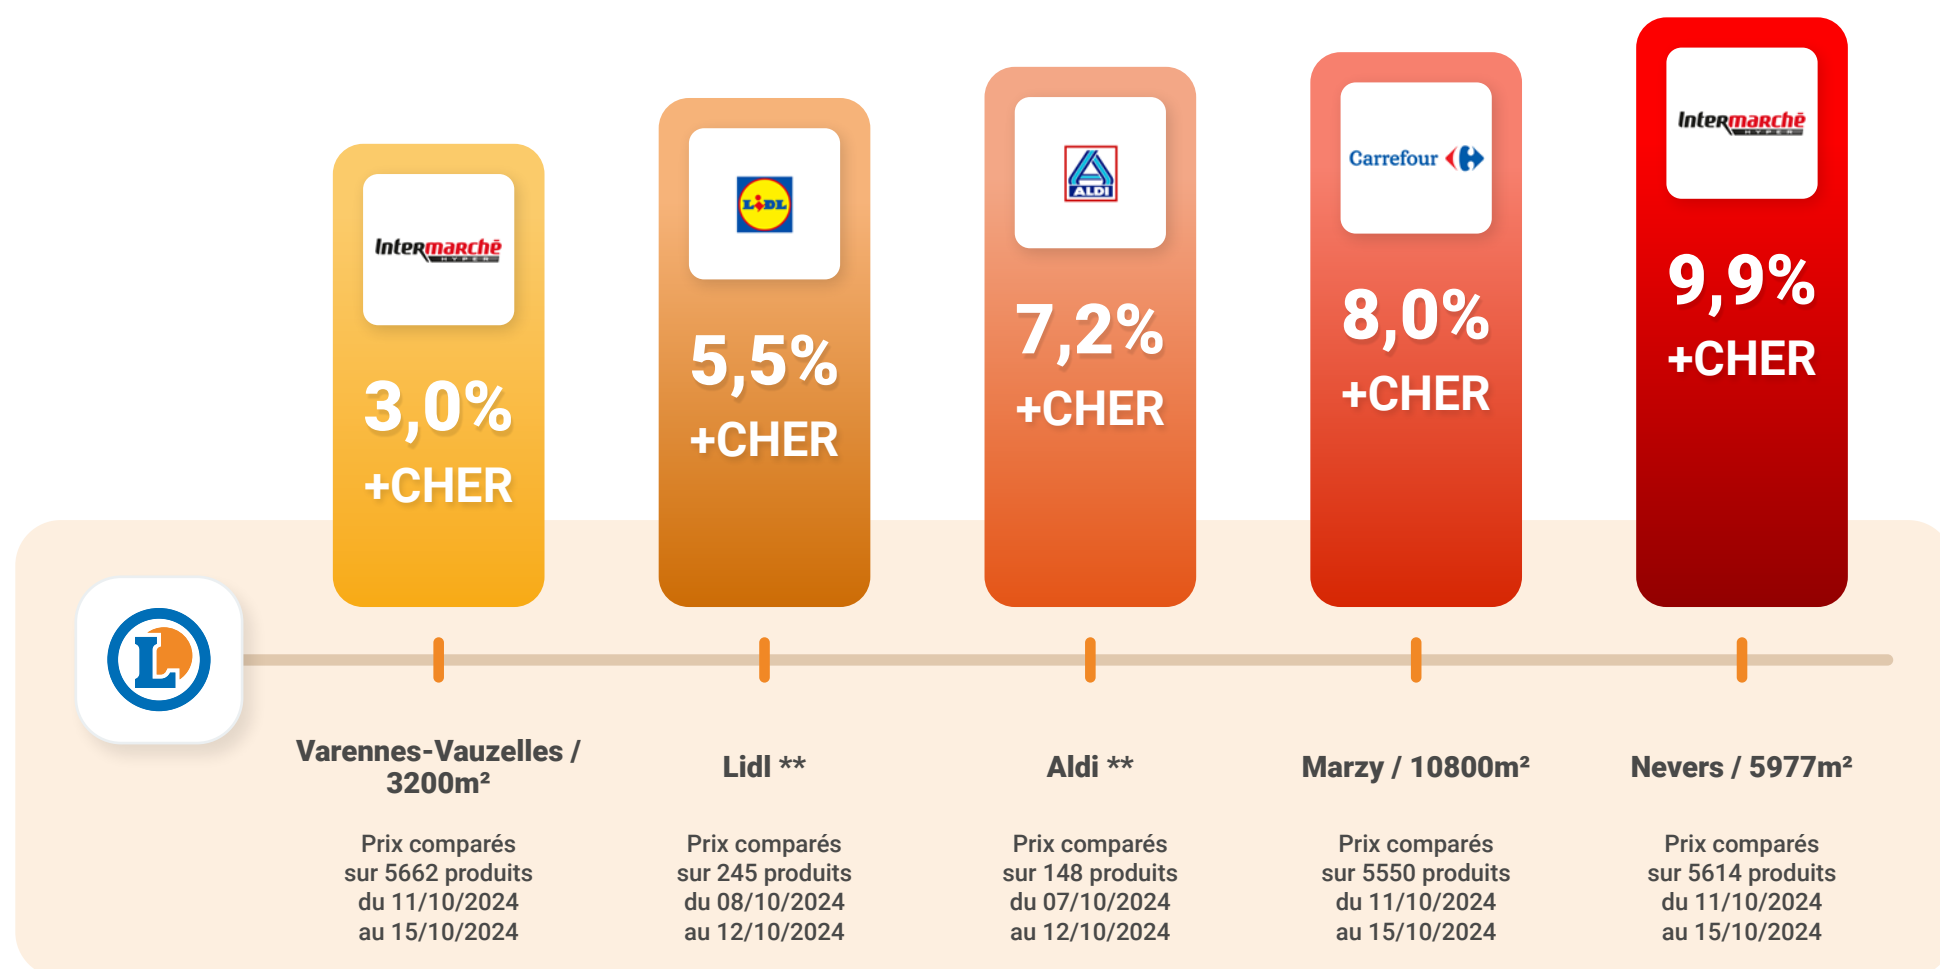 Intermarchē
HYPER
3,0%
+CHER
LiDL
5,5%
+CHER
ALDI
7,2%
+CHER
Carrefour
8,0%
+CHER
Intermarchē
HYPER
9,9%
+CHER
L
Varennes-Vauzelles /
3200m²
Prix comparés
sur 5662 produits
du 11/10/2024
au 15/10/2024
Lidl **
Prix comparés
sur 245 produits
du 08/10/2024
au 12/10/2024
Aldi **
Prix comparés
sur 148 produits
du 07/10/2024
au 12/10/2024
Marzy / 10800m²
Prix comparés
sur 5550 produits
du 11/10/2024
au 15/10/2024
Nevers / 5977m²
Prix comparés
sur 5614 produits
du 11/10/2024
au 15/10/2024